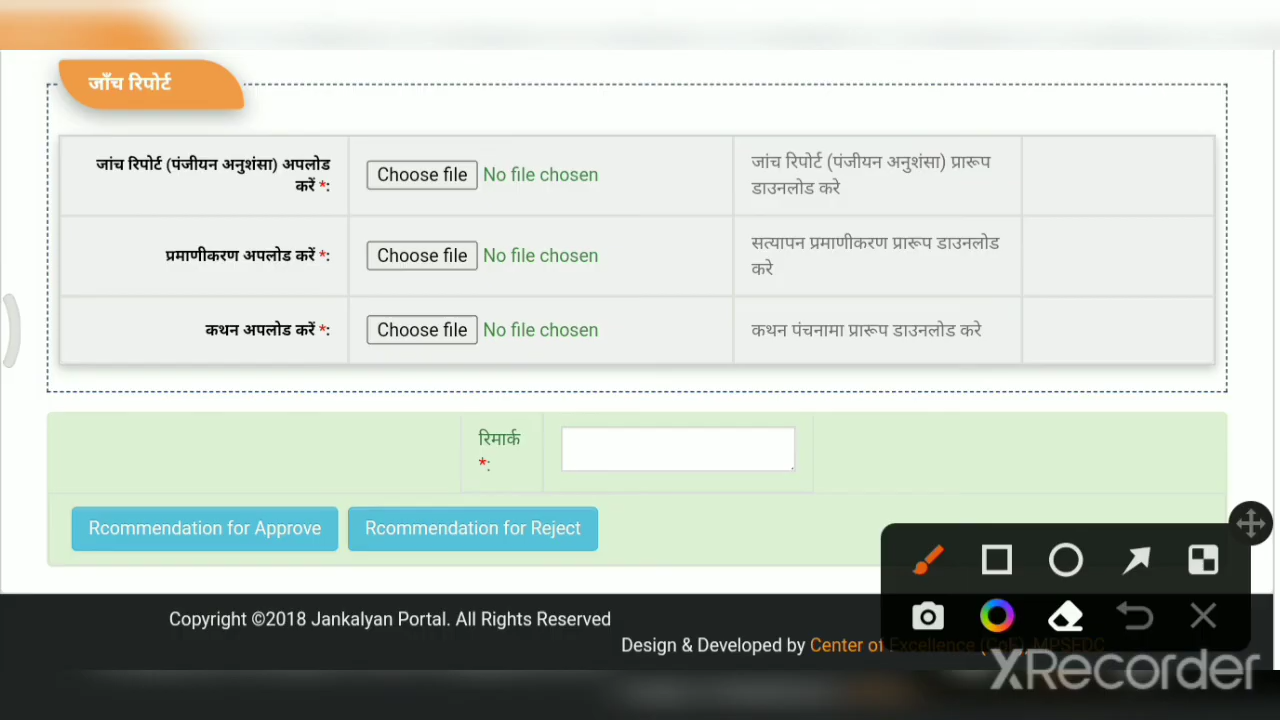 जाँच रिपोर्ट
जांच रिपोर्ट (पंजीयन अनुशंसा) अपलोड
करें *:
Choose file No file chosen
जांच रिपोर्ट (पंजीयन अनुशंसा) प्रारूप
डाउनलोड करे
प्रमाणीकरण अपलोड करें *:
Choose file No file chosen
सत्यापन प्रमाणीकरण प्रारूप डाउनलोड
करे
कथन अपलोड करें *:
Choose file No file chosen
कथन पंचनामा प्रारूप डाउनलोड करे
रिमार्क
*:
Rcommendation for Approve
Rcommendation for Reject
Copyright ©2018 Jankalyan Portal. All Rights Reserved
Design & Developed by Center of Excellence (CoE), MPSEDC
XRecorder